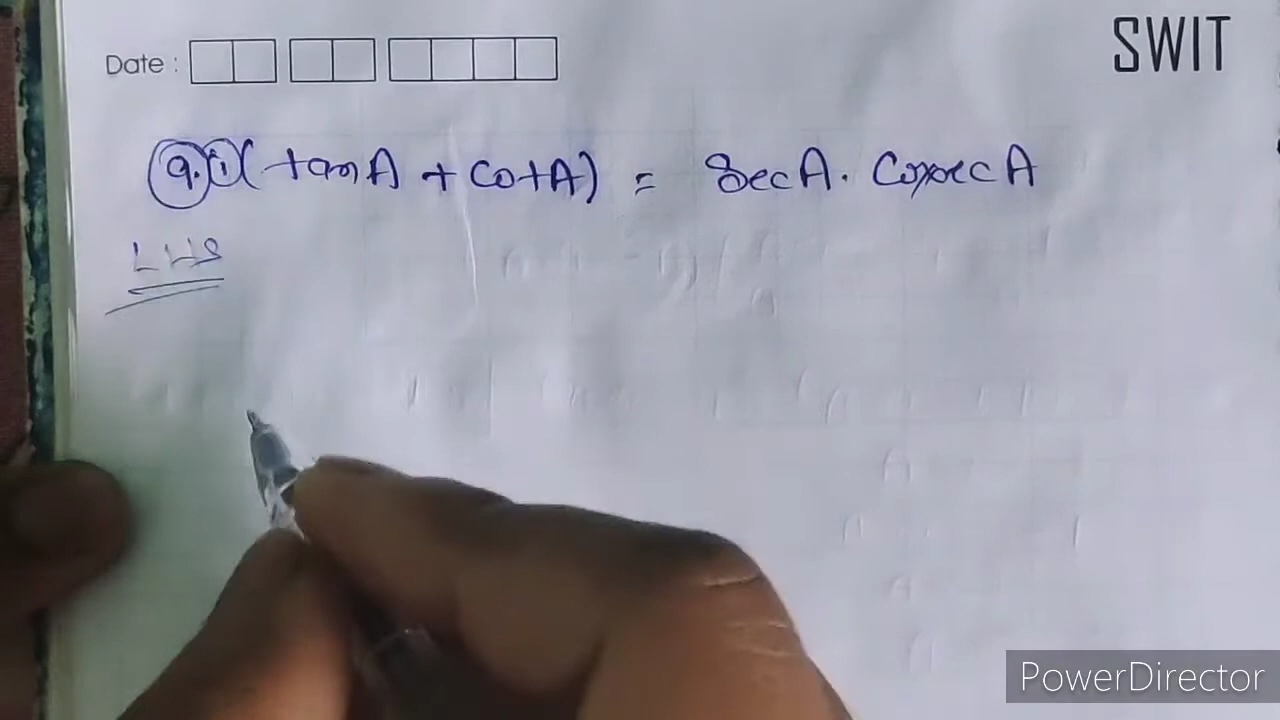 Date :
SWIT
9. i (tanA + cotA) = SecA . CosecA
LHS
PowerDirector